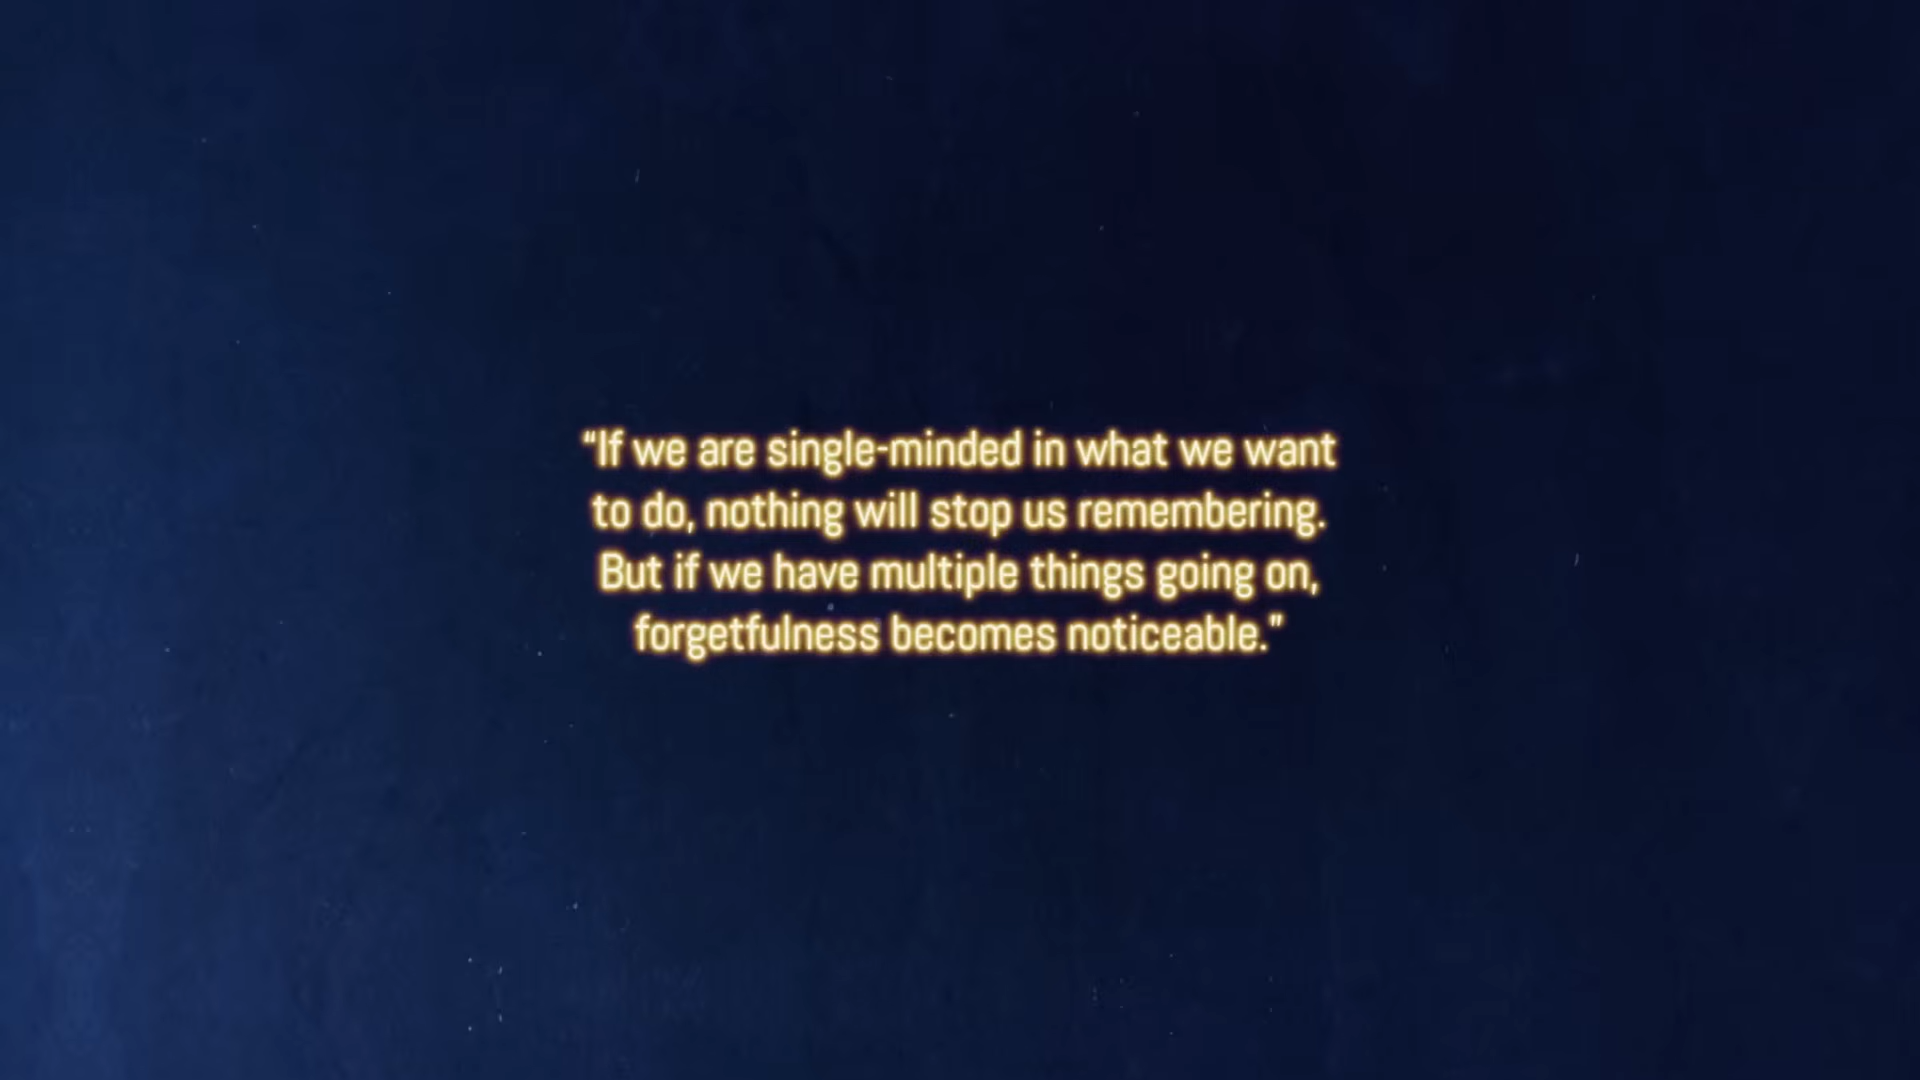 “If we are single-minded in what we want
to do, nothing will stop us remembering.
But if we have multiple things going on,
forgetfulness becomes noticeable.”